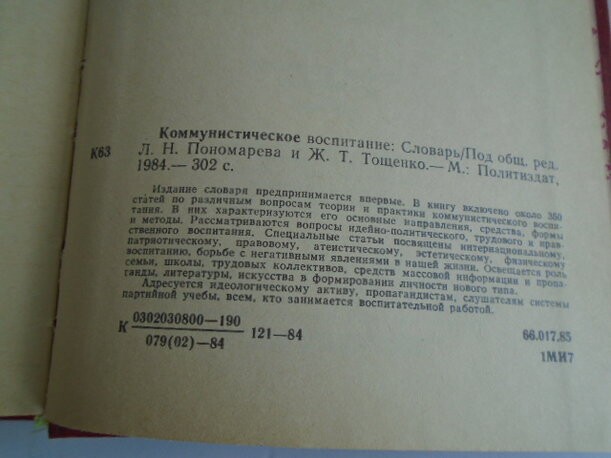 Коммунистическое воспитание: Словарь/Под общ. ред.
К63 Л. Н. Пономарева и Ж. Т. Тощенко.— М.: Политиздат,
1984.— 302 с.
Издание словаря предпринимается впервые. В книгу включено около 350
статей по различным вопросам теории и практики коммунистического воспи-
тания. В них характеризуются его основные направления, средства, формы
и методы. Рассматриваются вопросы идейно-политического, трудового и нрав-
ственного воспитания. Специальные статьи посвящены интернациональному,
патриотическому, правовому, атеистическому, эстетическому, физическому
воспитанию, борьбе с негативными явлениями в нашей жизни. Освещается роль
семьи, школы, трудовых коллективов, средств массовой информации и пропа-
ганды, литературы, искусства в формировании личности нового типа.
Адресуется идеологическому активу, пропагандистам, слушателям системы
партийной учебы, всем, кто занимается воспитательной работой.
К 0302030800—190 121—84
079(02)—84
66.017.85
1МИ7